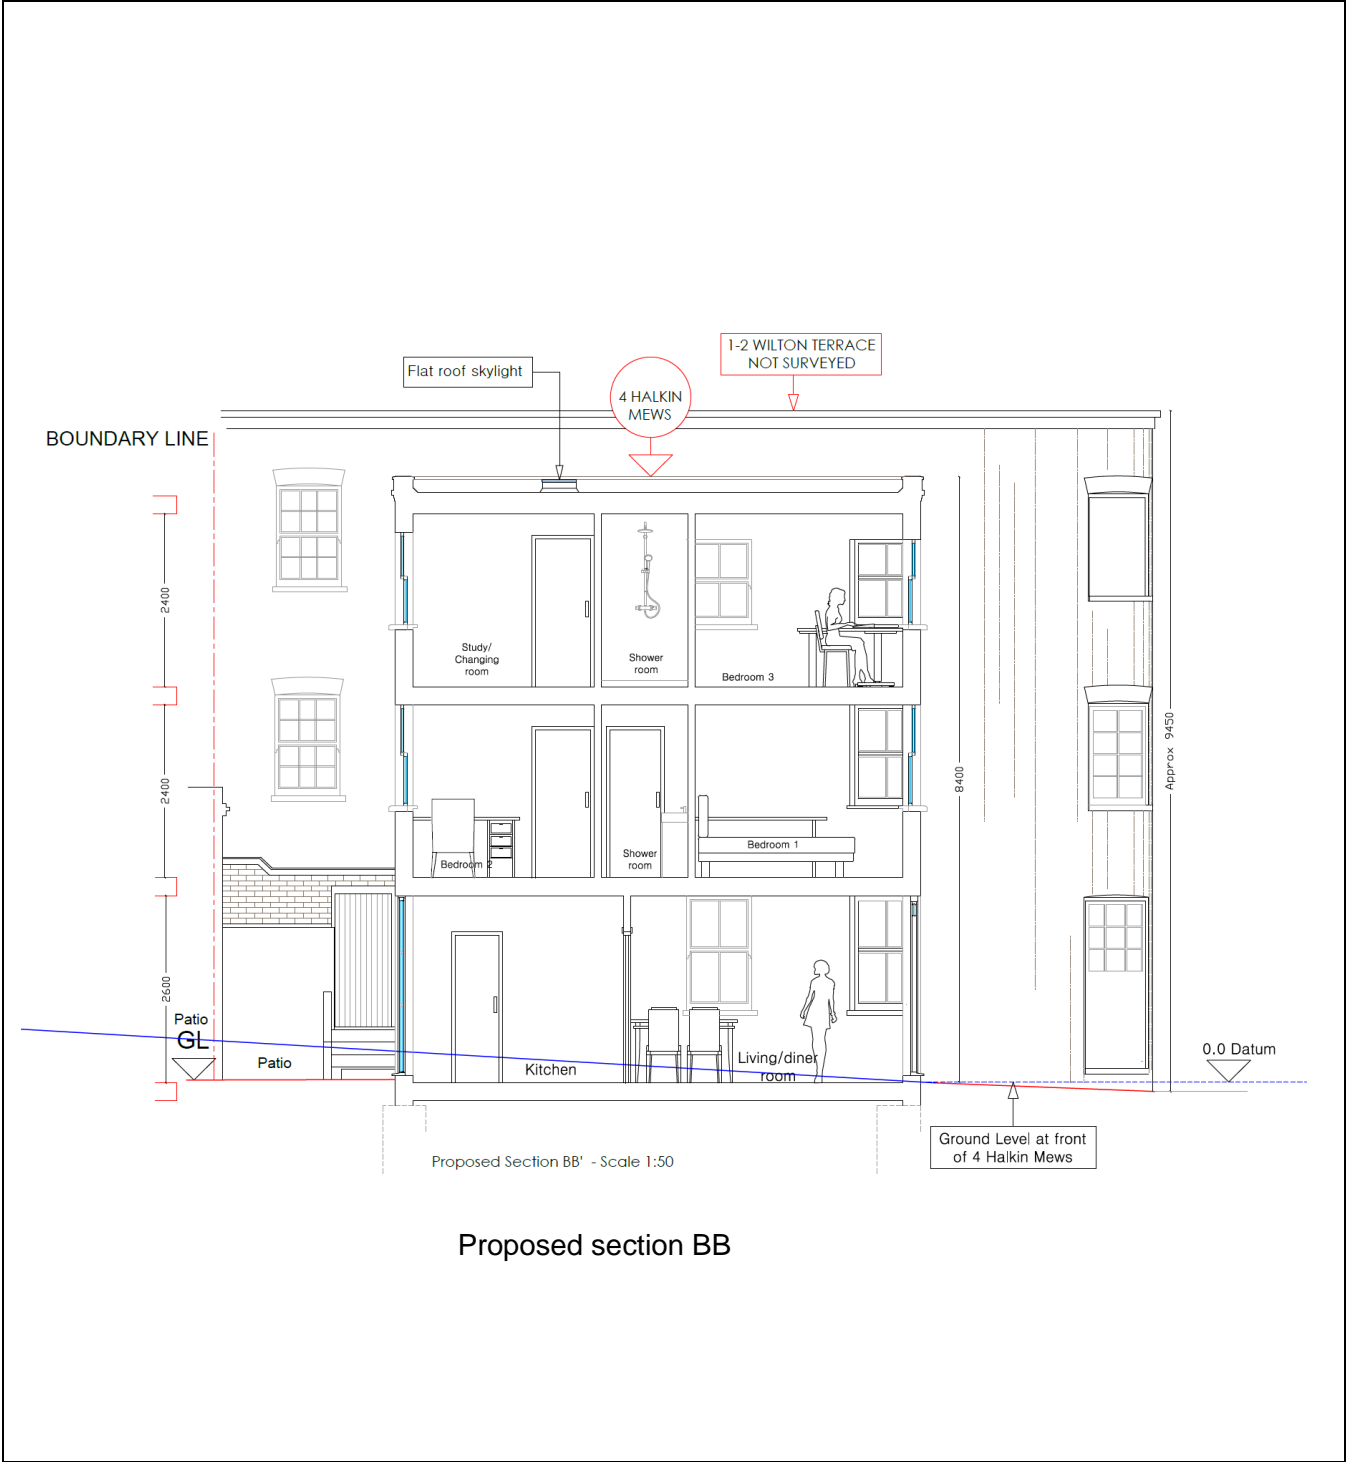 1-2 WILTON TERRACE
NOT SURVEYED
Flat roof skylight
4 HALKIN
MEWS
BOUNDARY LINE
2400
Study/
Changing
room
Shower
room
Bedroom 3
Approx 9450
8400
2400
Bedroom 2
Shower
room
Bedroom 1
2600
Patio
GL
Patio
Kitchen
Living/diner
room
0.0 Datum
Ground Level at front
of 4 Halkin Mews
Proposed Section BB' - Scale 1:50
Proposed section BB